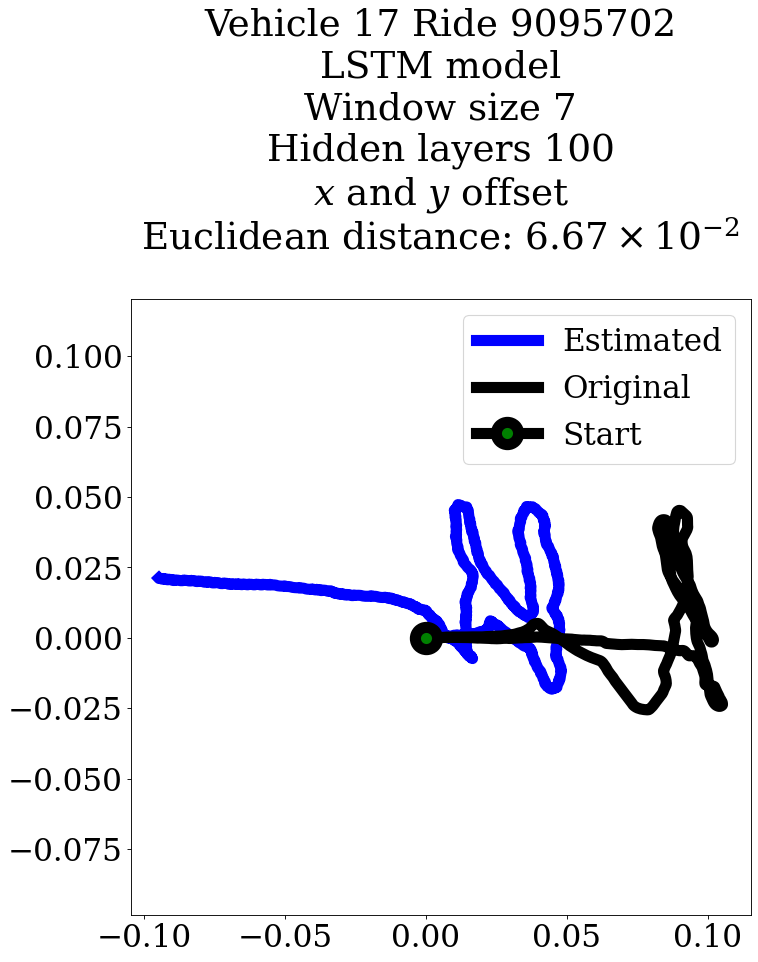 Vehicle 17 Ride 9095702
LSTM model
Window size 7
Hidden layers 100
x and y offset
Euclidean distance: 6.67 × 10⁻²
Estimated
Original
Start
0.100
0.075
0.050
0.025
0.000
−0.025
−0.050
−0.075
−0.10 −0.05 0.00 0.05 0.10